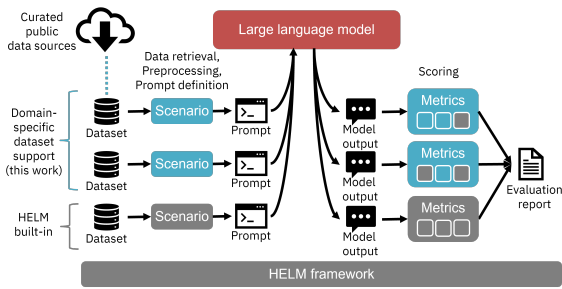 Curated
public
data sources
Large language model
Data retrieval,
Preprocessing,
Prompt definition
Scoring
Domain-
specific
dataset
support
(this work)
Dataset
Scenario
>_
Prompt
Model
output
Metrics
Dataset
Scenario
>_
Prompt
Model
output
Metrics
Evaluation
report
HELM
built-in
Dataset
Scenario
>_
Prompt
Model
output
Metrics
HELM framework